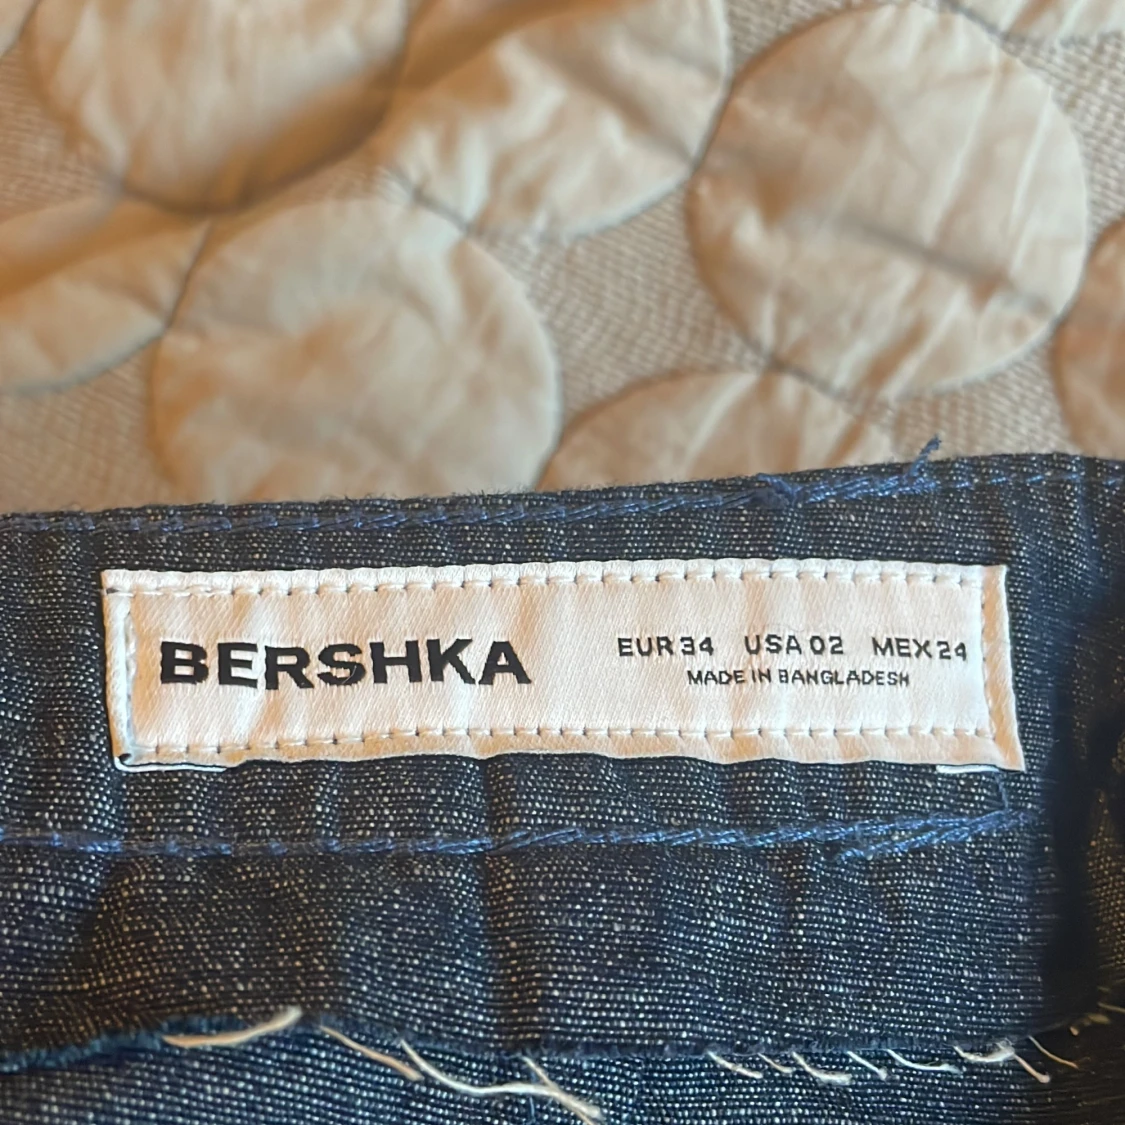 BERSHKA
EUR 34 USA 02 MEX 24
MADE IN BANGLADESH